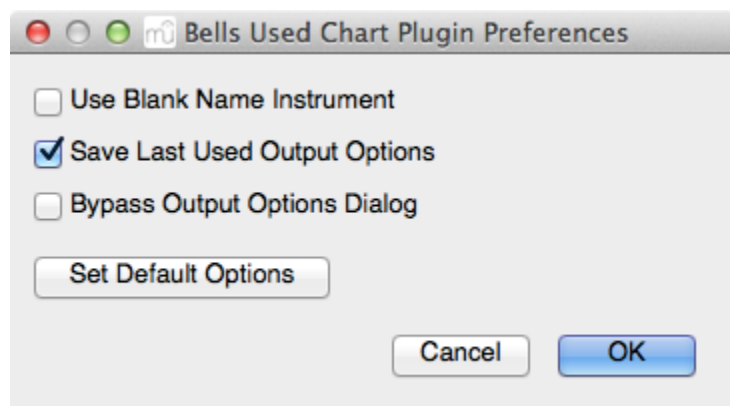 Bells Used Chart Plugin Preferences
Use Blank Name Instrument
Save Last Used Output Options
Bypass Output Options Dialog
Set Default Options
Cancel OK